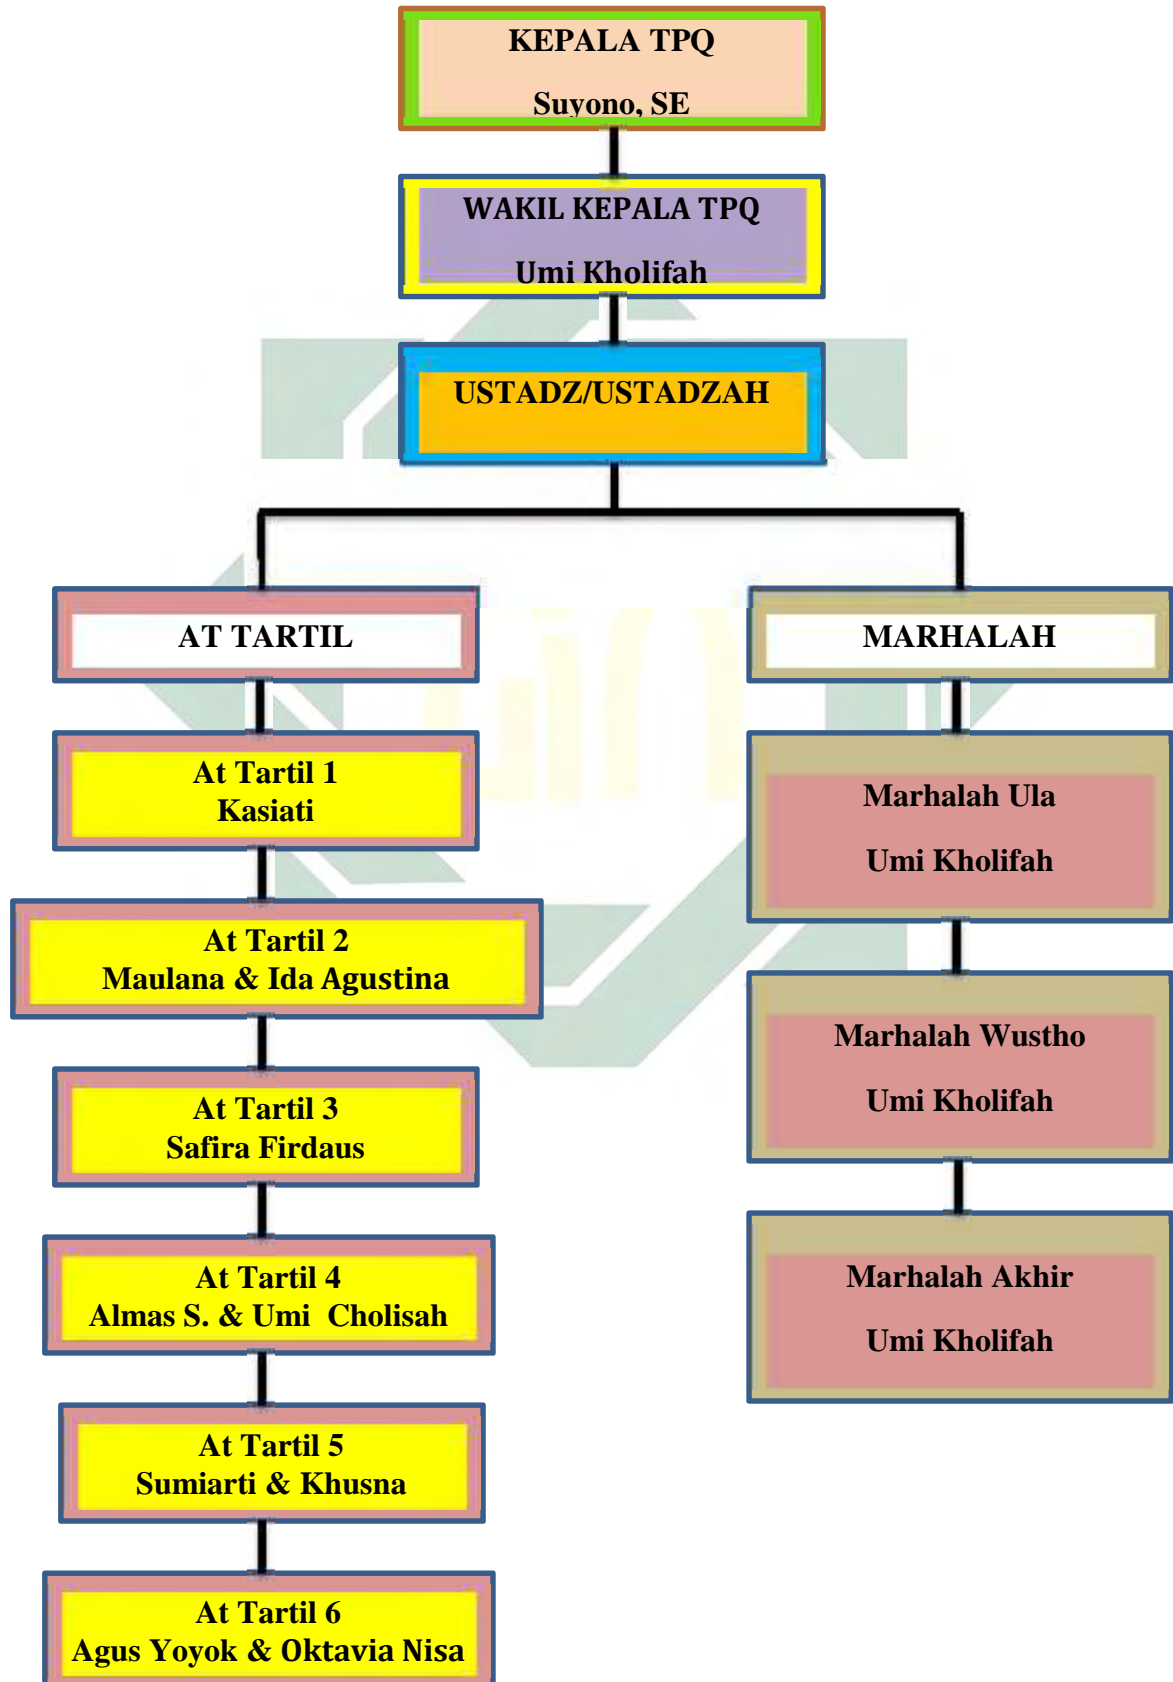 KEPALA TPQ
Suyono, SE
WAKIL KEPALA TPQ
Umi Kholifah
USTADZ/USTADZAH
AT TARTIL
At Tartil 1
Kasiati
At Tartil 2
Maulana & Ida Agustina
At Tartil 3
Safira Firdaus
At Tartil 4
Almas S. & Umi Cholisah
At Tartil 5
Sumiarti & Khusna
At Tartil 6
Agus Yoyok & Oktavia Nisa
MARHALAH
Marhalah Ula
Umi Kholifah
Marhalah Wustho
Umi Kholifah
Marhalah Akhir
Umi Kholifah